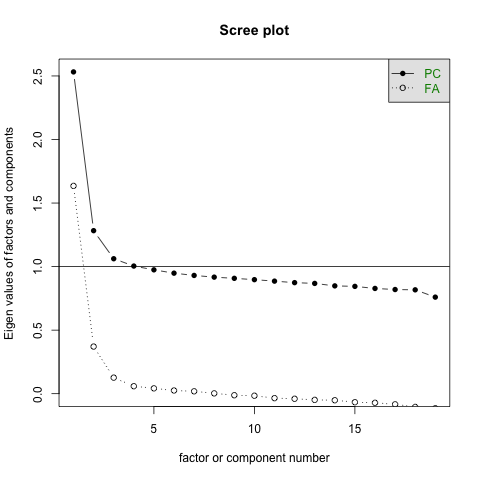 Scree plot
PC
FA
Eigen values of factors and components
2.5
2.0
1.5
1.0
0.5
0.0
5 10 15
factor or component number